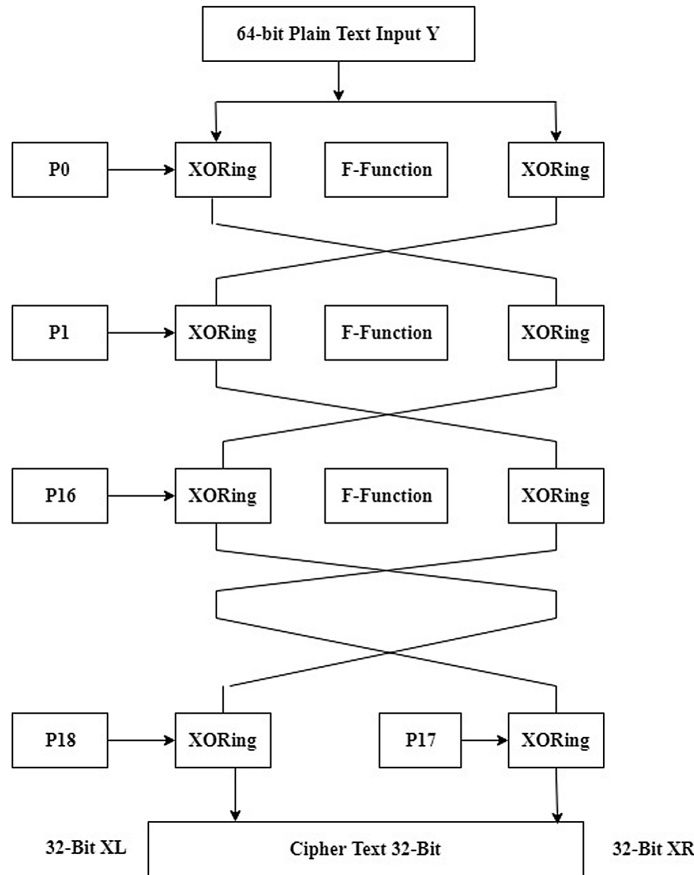 64-bit Plain Text Input Y
P0
XORing
F-Function
XORing
P1
XORing
F-Function
XORing
P16
XORing
F-Function
XORing
P18
XORing
P17
XORing
32-Bit XL
Cipher Text 32-Bit
32-Bit XR